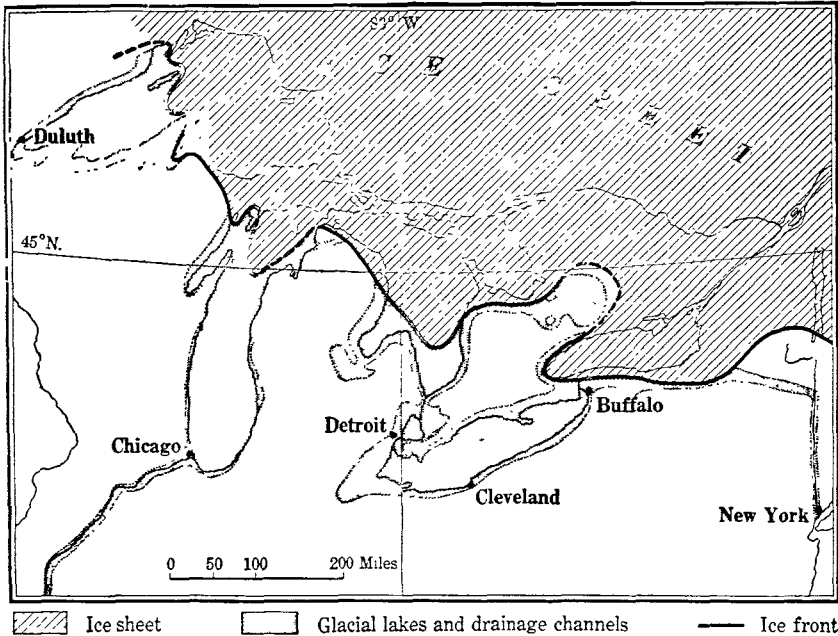 83° W.
I C E
S H E E T
Duluth
45°N.
Buffalo
Detroit
Chicago
Cleveland
New York
0 50 100 200 Miles
Ice sheet Glacial lakes and drainage channels Ice front